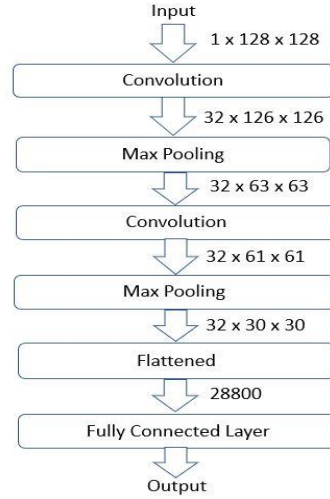 Input
1 x 128 x 128
Convolution
32 x 126 x 126
Max Pooling
32 x 63 x 63
Convolution
32 x 61 x 61
Max Pooling
32 x 30 x 30
Flattened
28800
Fully Connected Layer
Output